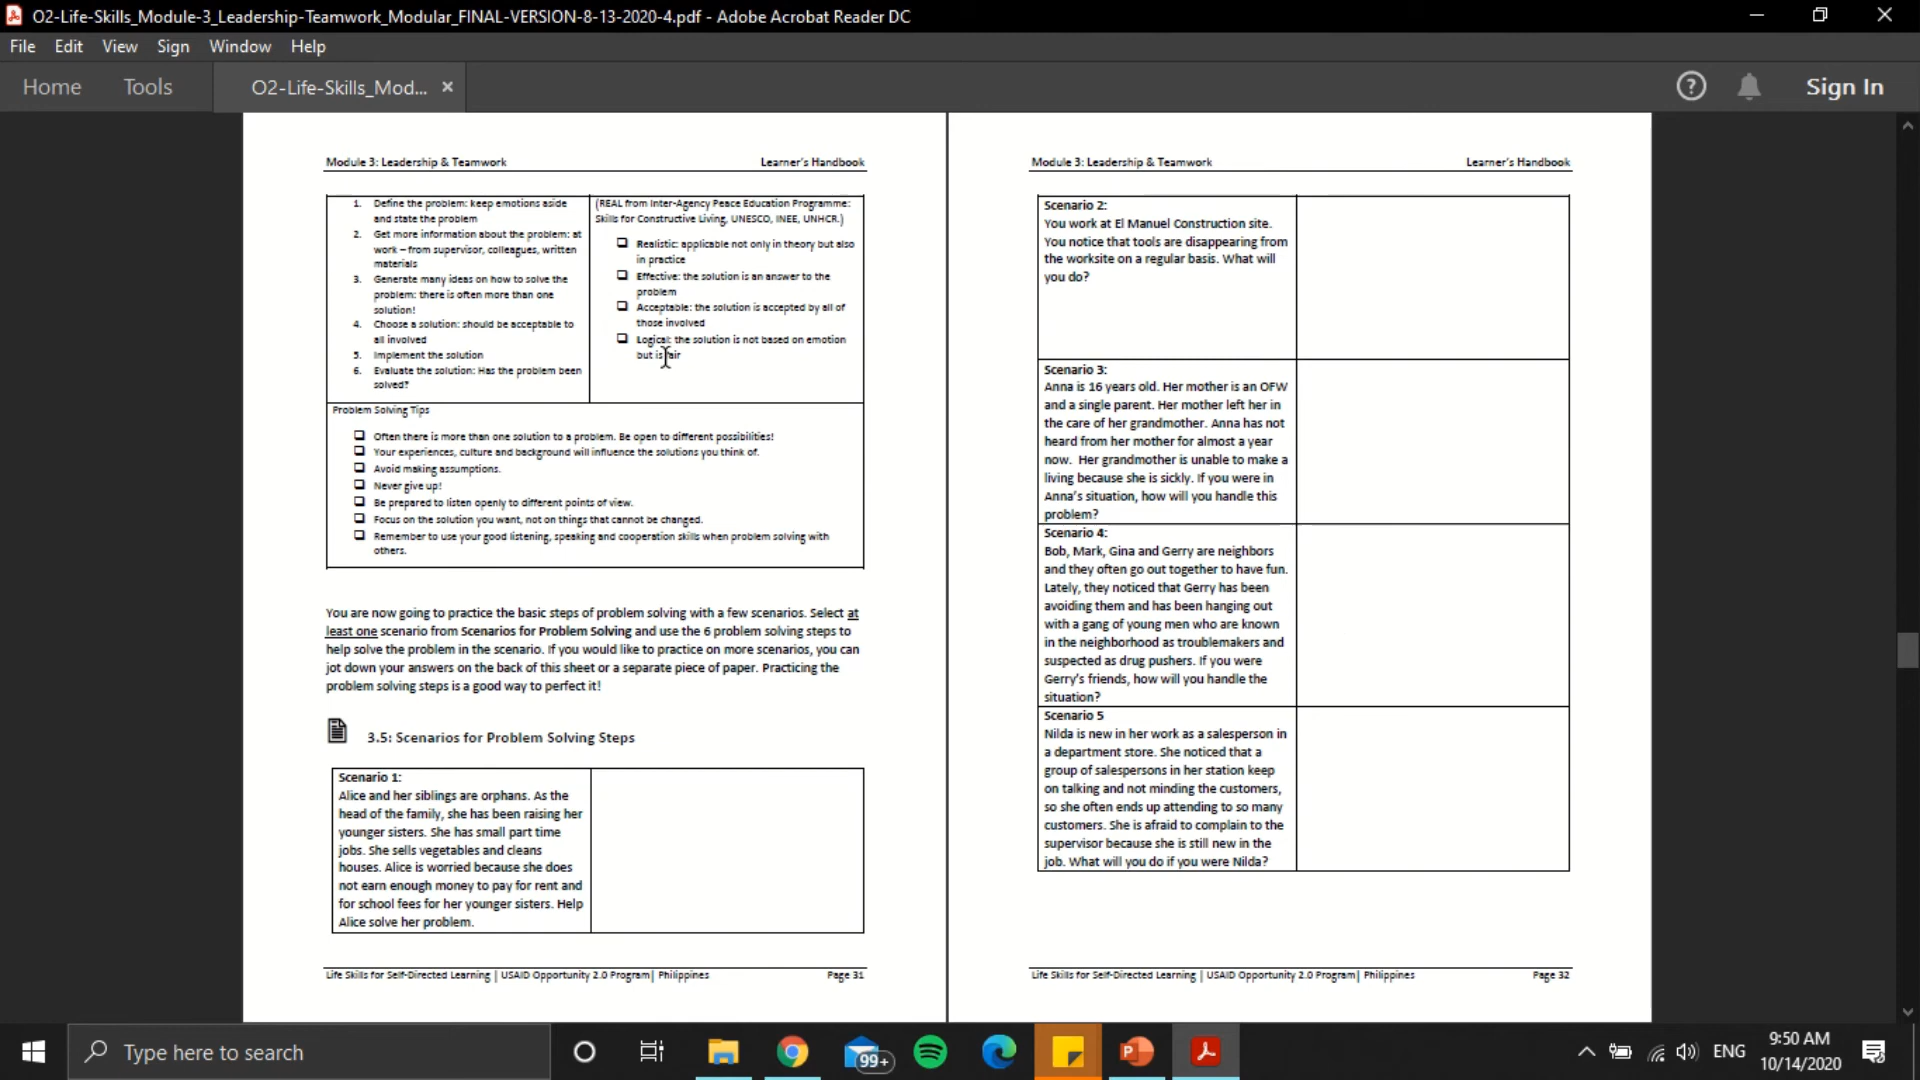 O2-Life-Skills_Module-3_Leadership-Teamwork_Modular_FINAL-VERSION-8-13-2020-4.pdf - Adobe Acrobat Reader DC
File Edit View Sign Window Help
Home Tools O2-Life-Skills_Mod... × ? Sign In
Module 3: Leadership & Teamwork Learner's Handbook
1. Define the problem: keep emotions aside
and state the problem
2. Get more information about the problem: at
work – from supervisor, colleagues, written
materials
3. Generate many ideas on how to solve the
problem: there is often more than one
solution!
4. Choose a solution: should be acceptable to
all involved
5. Implement the solution
6. Evaluate the solution: Has the problem been
solved?
(REAL from Inter-Agency Peace Education Programme:
Skills for Constructive Living, UNESCO, INEE, UNHCR.)
Realistic: applicable not only in theory but also
in practice
Effective: the solution is an answer to the
problem
Acceptable: the solution is accepted by all of
those involved
Logical: the solution is not based on emotion
but is fair
Problem Solving Tips
Often there is more than one solution to a problem. Be open to different possibilities!
Your experiences, culture and background will influence the solutions you think of.
Avoid making assumptions.
Never give up!
Be prepared to listen openly to different points of view.
Focus on the solution you want, not on things that cannot be changed.
Remember to use your good listening, speaking and cooperation skills when problem solving with
others.
You are now going to practice the basic steps of problem solving with a few scenarios. Select at
least one scenario from Scenarios for Problem Solving and use the 6 problem solving steps to
help solve the problem in the scenario. If you would like to practice on more scenarios, you can
jot down your answers on the back of this sheet or a separate piece of paper. Practicing the
problem solving steps is a good way to perfect it!
3.5: Scenarios for Problem Solving Steps
Scenario 1:
Alice and her siblings are orphans. As the
head of the family, she has been raising her
younger sisters. She has small part time
jobs. She sells vegetables and cleans
houses. Alice is worried because she does
not earn enough money to pay for rent and
for school fees for her younger sisters. Help
Alice solve her problem.
Life Skills for Self-Directed Learning | USAID Opportunity 2.0 Program| Philippines Page 31
Module 3: Leadership & Teamwork Learner's Handbook
Scenario 2:
You work at El Manuel Construction site.
You notice that tools are disappearing from
the worksite on a regular basis. What will
you do?
Scenario 3:
Anna is 16 years old. Her mother is an OFW
and a single parent. Her mother left her in
the care of her grandmother. Anna has not
heard from her mother for almost a year
now. Her grandmother is unable to make a
living because she is sickly. If you were in
Anna's situation, how will you handle this
problem?
Scenario 4:
Bob, Mark, Gina and Gerry are neighbors
and they often go out together to have fun.
Lately, they noticed that Gerry has been
avoiding them and has been hanging out
with a gang of young men who are known
in the neighborhood as troublemakers and
suspected as drug pushers. If you were
Gerry's friends, how will you handle the
situation?
Scenario 5
Nilda is new in her work as a salesperson in
a department store. She noticed that a
group of salespersons in her station keep
on talking and not minding the customers,
so she often ends up attending to so many
customers. She is afraid to complain to the
supervisor because she is still new in the
job. What will you do if you were Nilda?
Life Skills for Self-Directed Learning | USAID Opportunity 2.0 Program| Philippines Page 32
Type here to search
99+
P
ENG
9:50 AM
10/14/2020